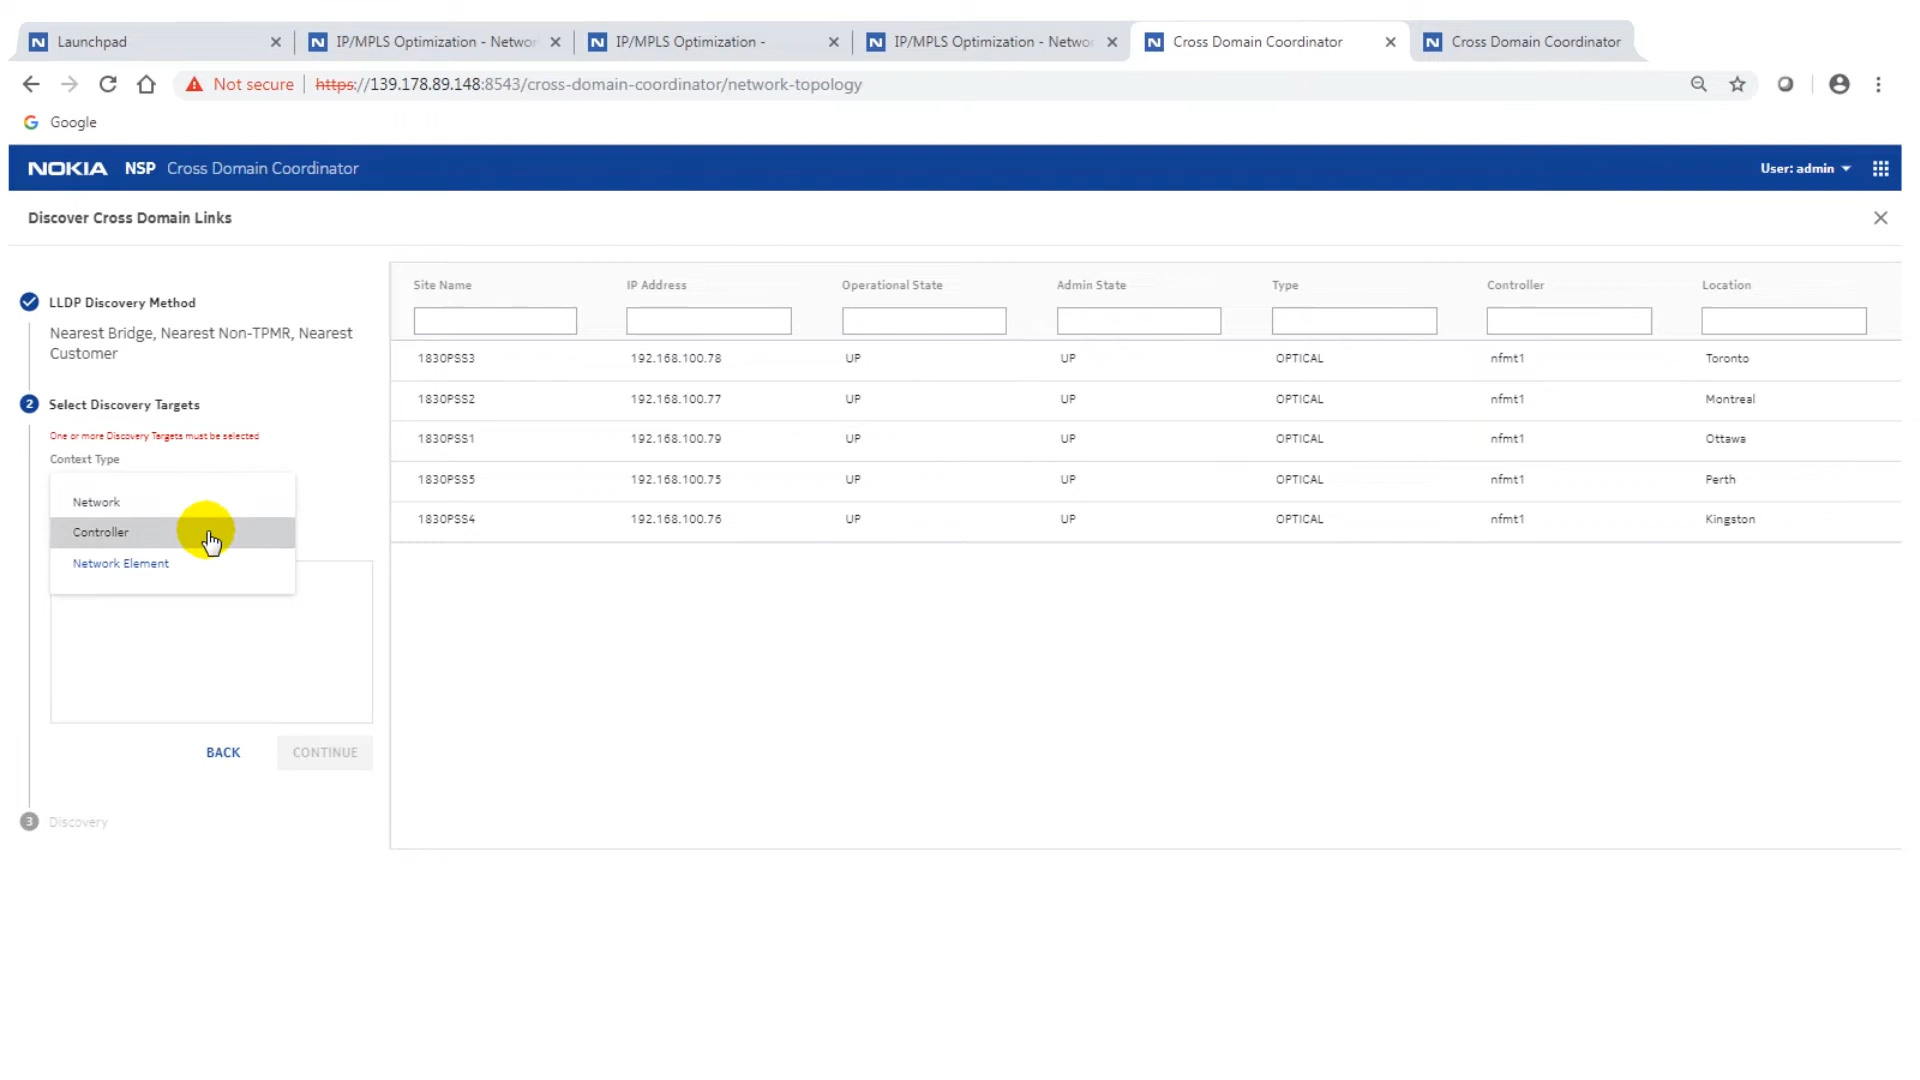 Launchpad
IP/MPLS Optimization - Netwo
IP/MPLS Optimization -
IP/MPLS Optimization - Netwo
Cross Domain Coordinator
Cross Domain Coordinator
Not secure
https://139.178.89.148:8543/cross-domain-coordinator/network-topology
Google
NOKIA NSP Cross Domain Coordinator
User: admin
Discover Cross Domain Links
LLDP Discovery Method
Nearest Bridge, Nearest Non-TPMR, Nearest
Customer
2 Select Discovery Targets
One or more Discovery Targets must be selected
Context Type
Network
Controller
Network Element
BACK CONTINUE
3 Discovery
Site Name IP Address Operational State Admin State Type Controller Location
1830PSS3 192.168.100.78 UP UP OPTICAL nfmt1 Toronto
1830PSS2 192.168.100.77 UP UP OPTICAL nfmt1 Montreal
1830PSS1 192.168.100.79 UP UP OPTICAL nfmt1 Ottawa
1830PSS5 192.168.100.75 UP UP OPTICAL nfmt1 Perth
1830PSS4 192.168.100.76 UP UP OPTICAL nfmt1 Kingston